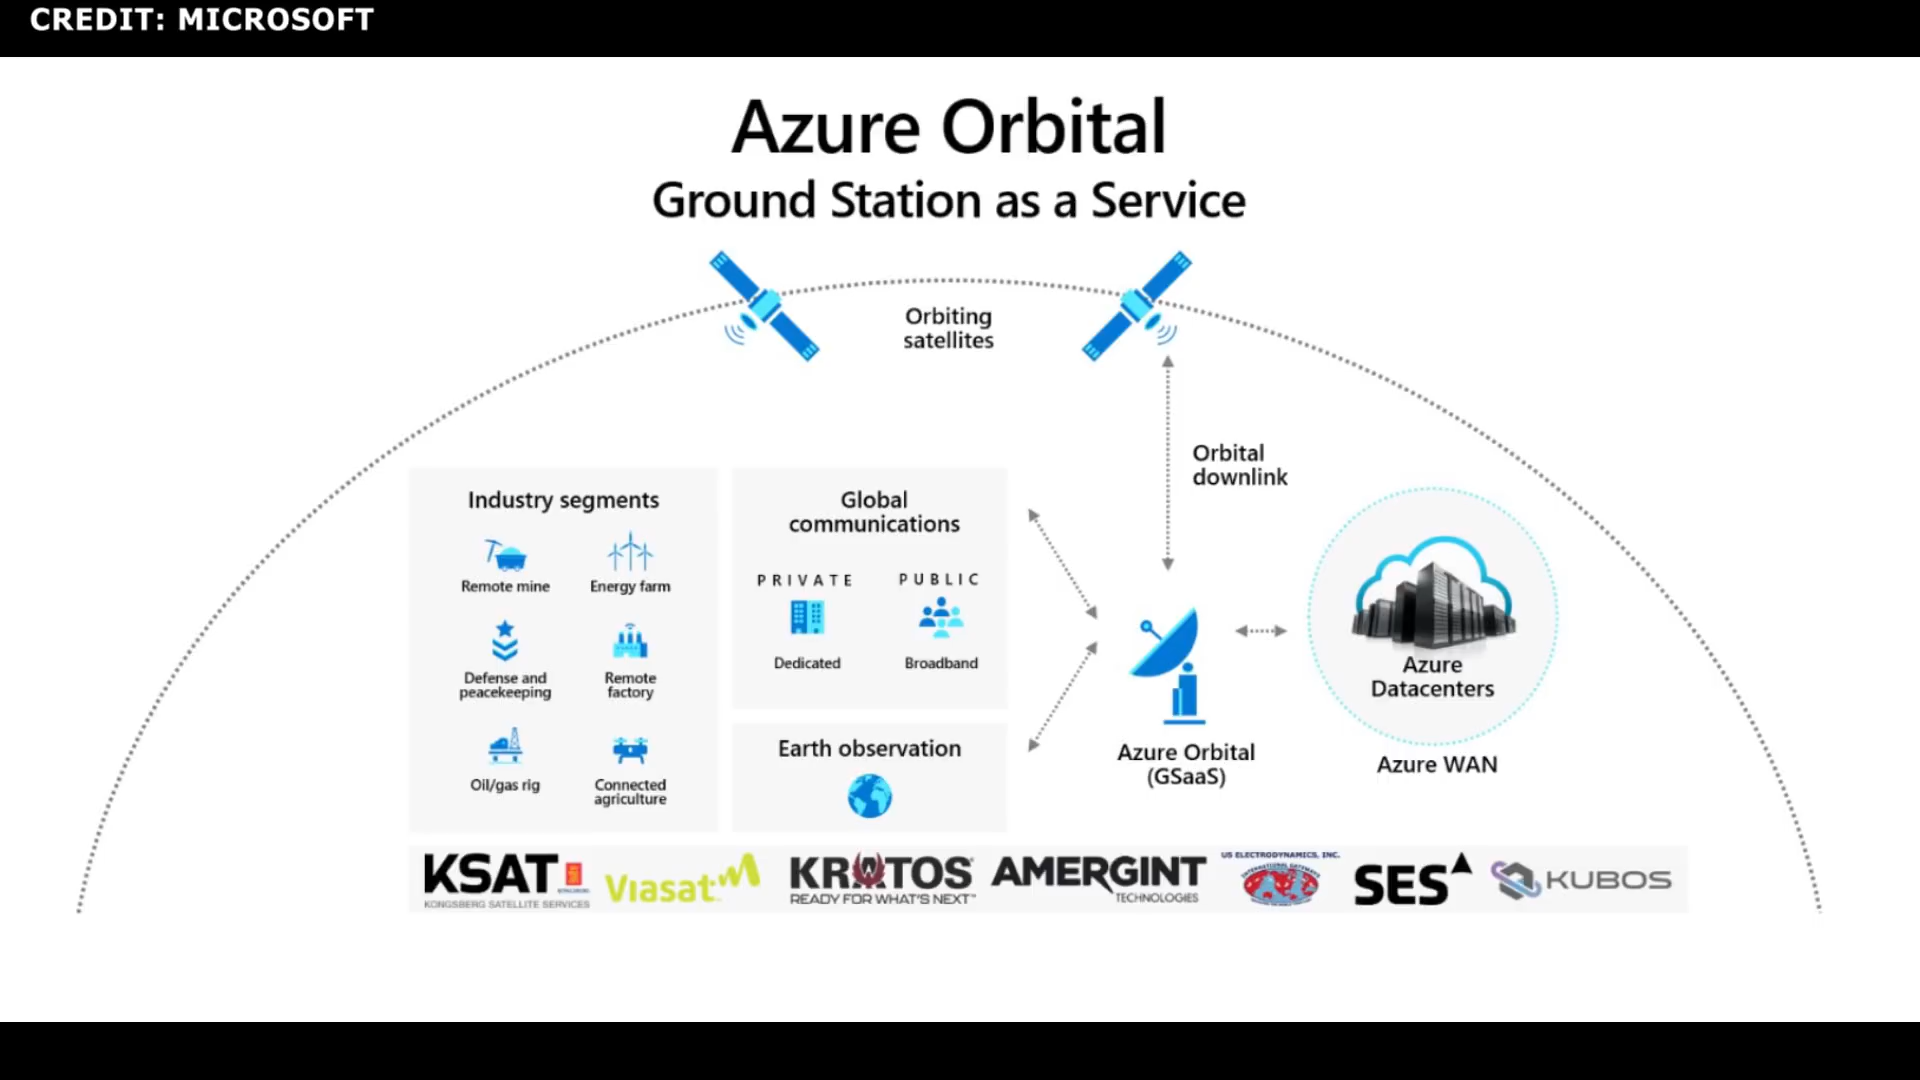 CREDIT: MICROSOFT
Azure Orbital
Ground Station as a Service
Orbiting
satellites
Orbital
downlink
Industry segments
Remote mine
Energy farm
Defense and
peacekeeping
Remote
factory
Oil/gas rig
Connected
agriculture
Global
communications
PRIVATE
PUBLIC
Dedicated
Broadband
Earth observation
Azure Orbital
(GSaaS)
Azure
Datacenters
Azure WAN
KSAT
KONGSBERG SATELLITE SERVICES
Viasat
KRATOS
READY FOR WHAT'S NEXT™
AMERGINT
TECHNOLOGIES
US ELECTRODYNAMICS, INC.
INTERNATIONAL GATEWAYS
SES
KUBOS